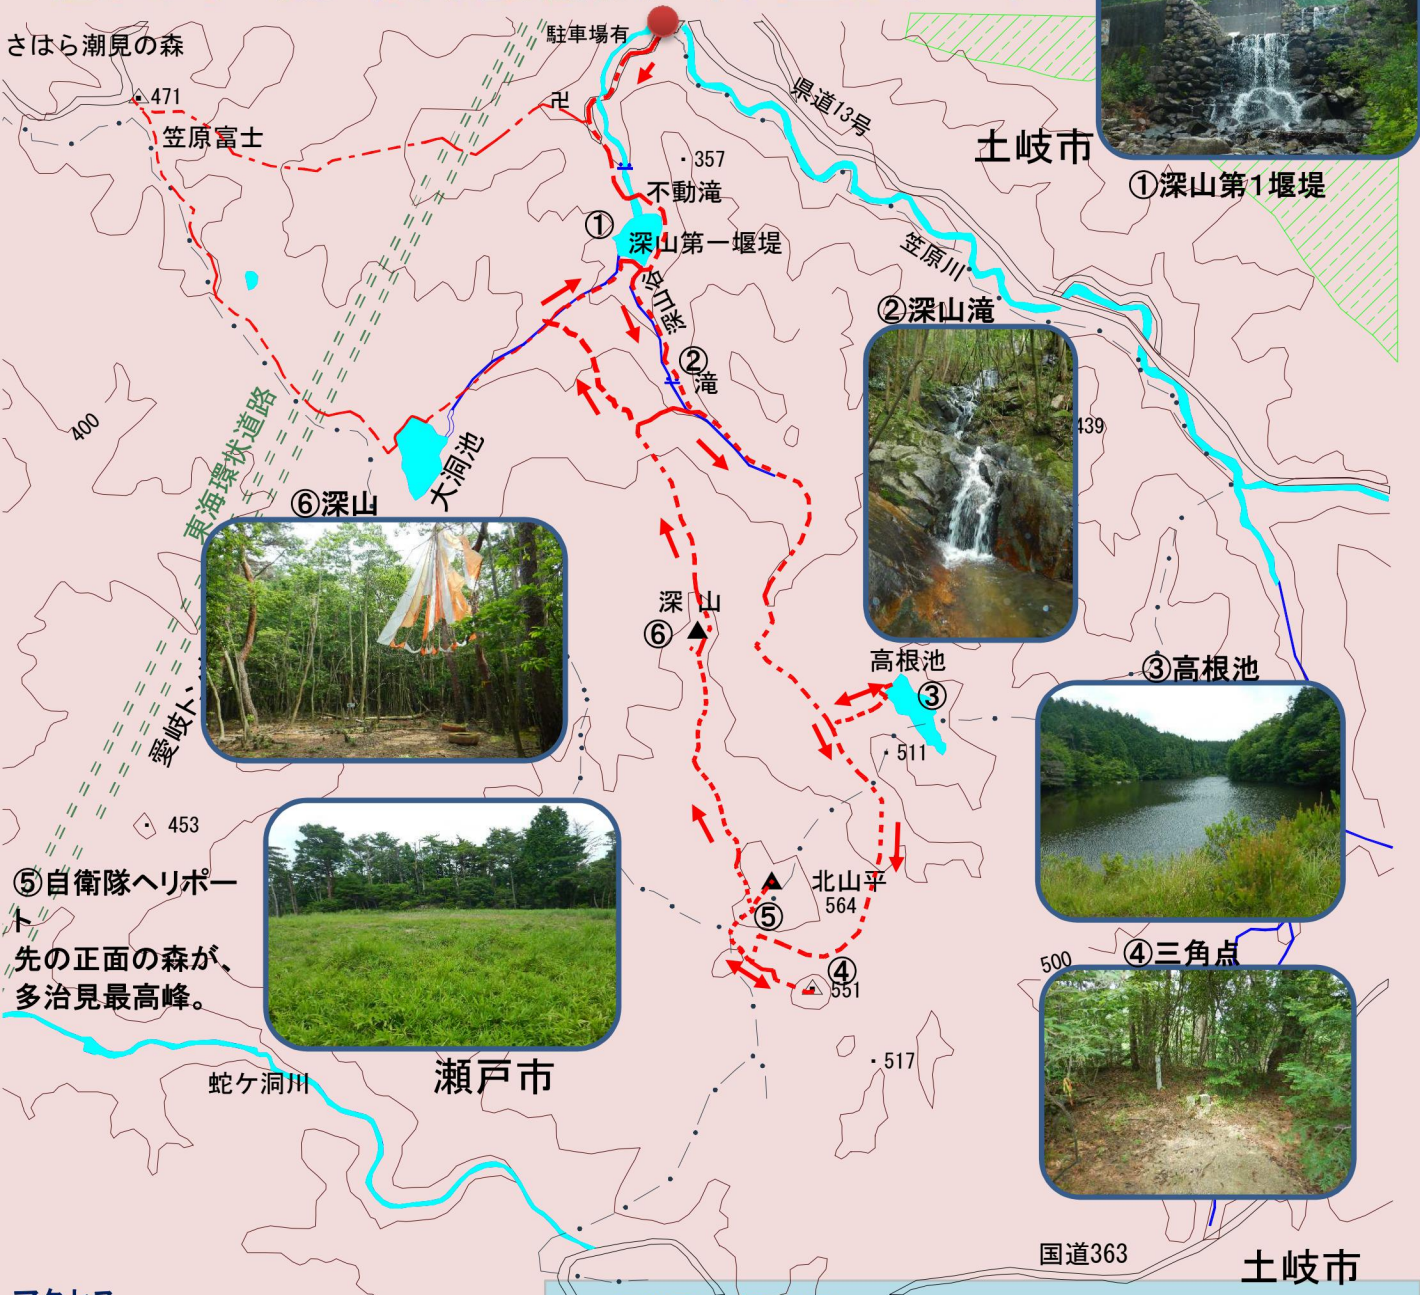 駐車場有
さはら潮見の森
471
笠原富士
卍
県道13号
土岐市
357
①深山第1堰堤
不動滝
①
深山第一堰堤
笠原川
深山谷
②深山滝
②
滝
439
400
東海環状道路
大洞池
⑥深山
深 山
⑥
高根池
③
③高根池
愛岐ト
511
453
北山平
564
⑤自衛隊ヘリポー
ト
先の正面の森が、
多治見最高峰。
⑤
④
551
500
④三角点
517
瀬戸市
蛇ケ洞川
国道363
土岐市